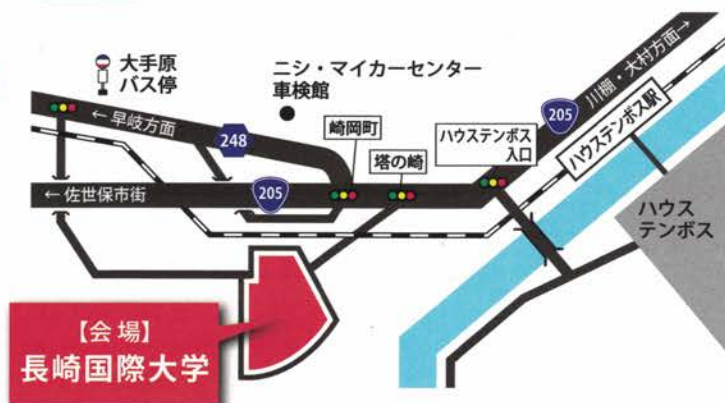 大手原
バス停
ニシ・マイカーセンター
車検館
川棚・大村方面→
205
ハウステンボス駅
←早岐方面
248
崎岡町
ハウステンボス
入口
塔の崎
←佐世保市街
205
ハウス
テンボス
【会場】
長崎国際大学